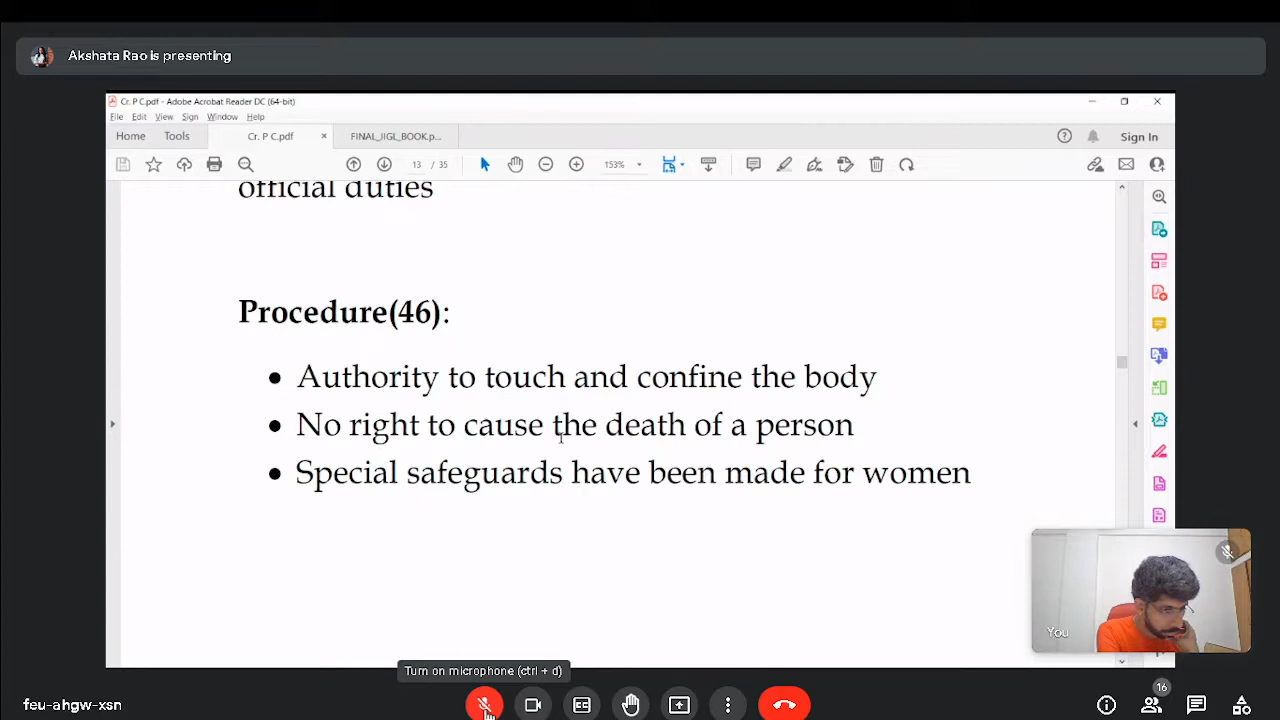 Akshata Rao is presenting
Cr. P C.pdf - Adobe Acrobat Reader DC (64-bit)
File Edit View Sign Window Help
Home Tools Cr. P C.pdf × FINAL_IIGL_BOOK.p... Sign In
13 / 35 153%
official duties
Procedure(46):
• Authority to touch and confine the body
• No right to cause the death of a person
• Special safeguards have been made for women
You
Turn on microphone (ctrl + d)
feu-ahgw-xsn
16